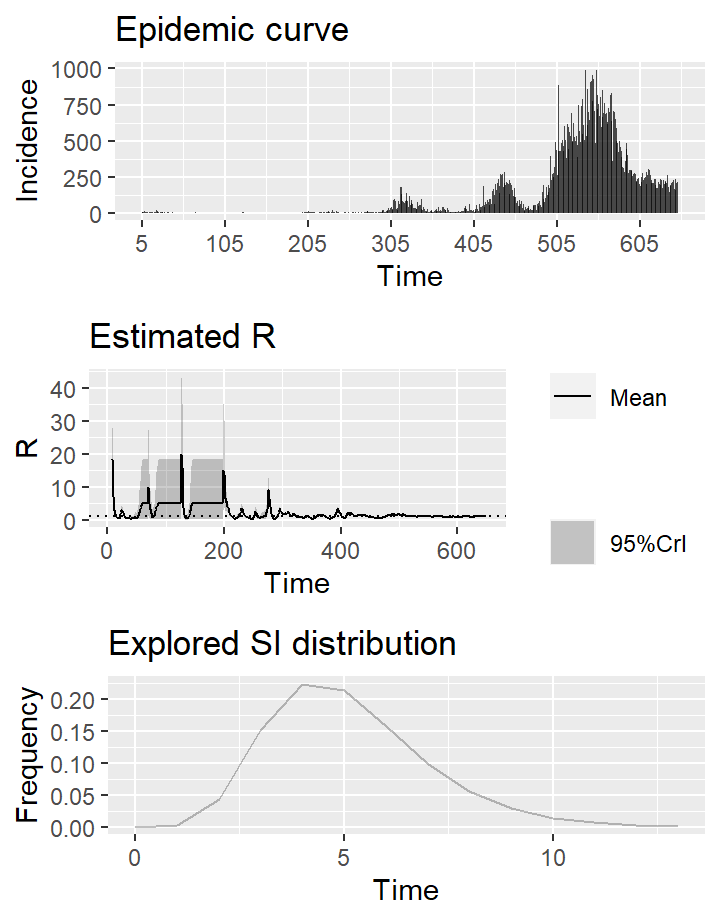 Epidemic curve
1000
750
500
250
0
Incidence
5 105 205 305 405 505 605
Time
Estimated R
40
30
20
10
0
R
0 200 400 600
Time
Mean
95%CrI
Explored SI distribution
0.20
0.15
0.10
0.05
0.00
Frequency
0 5 10
Time